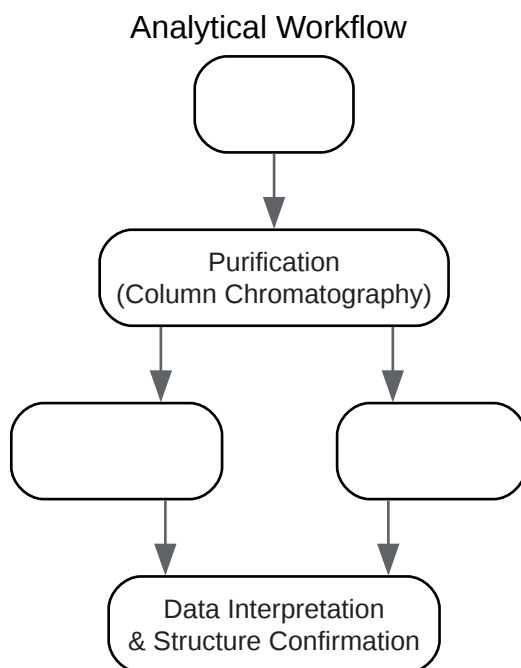 Analytical Workflow
Purification
(Column Chromatography)
Data Interpretation
& Structure Confirmation